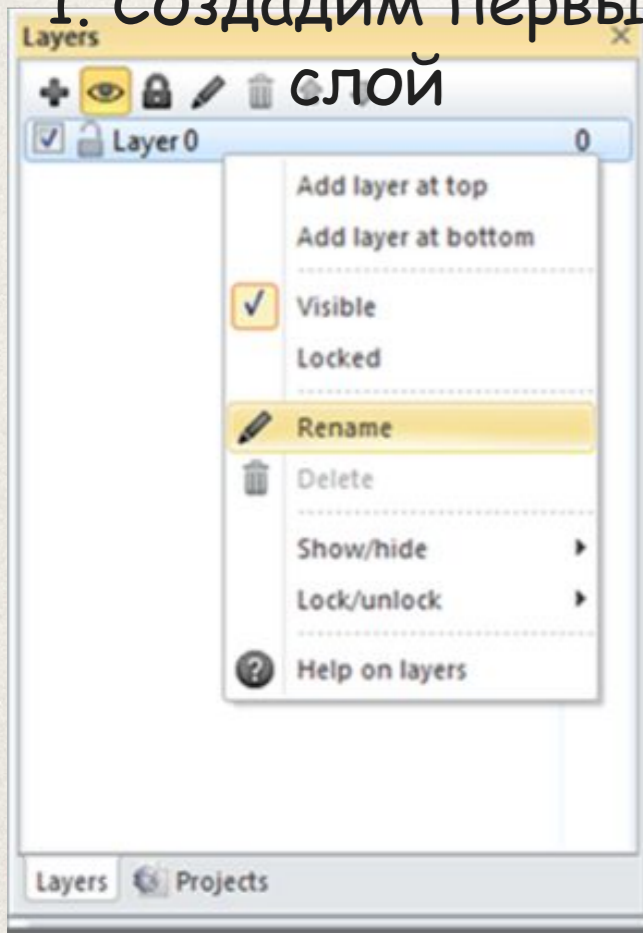 1. Создадим первы
слой
Layers
Layer 0 0
Add layer at top
Add layer at bottom
Visible
Locked
Rename
Delete
Show/hide
Lock/unlock
Help on layers
Layers Projects